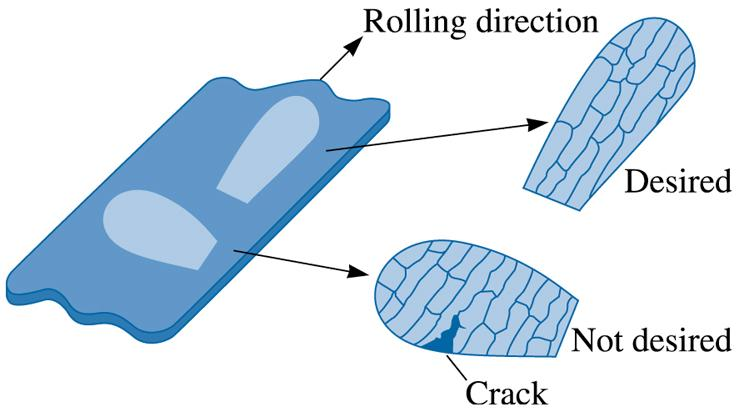 Rolling direction
Desired
Not desired
Crack